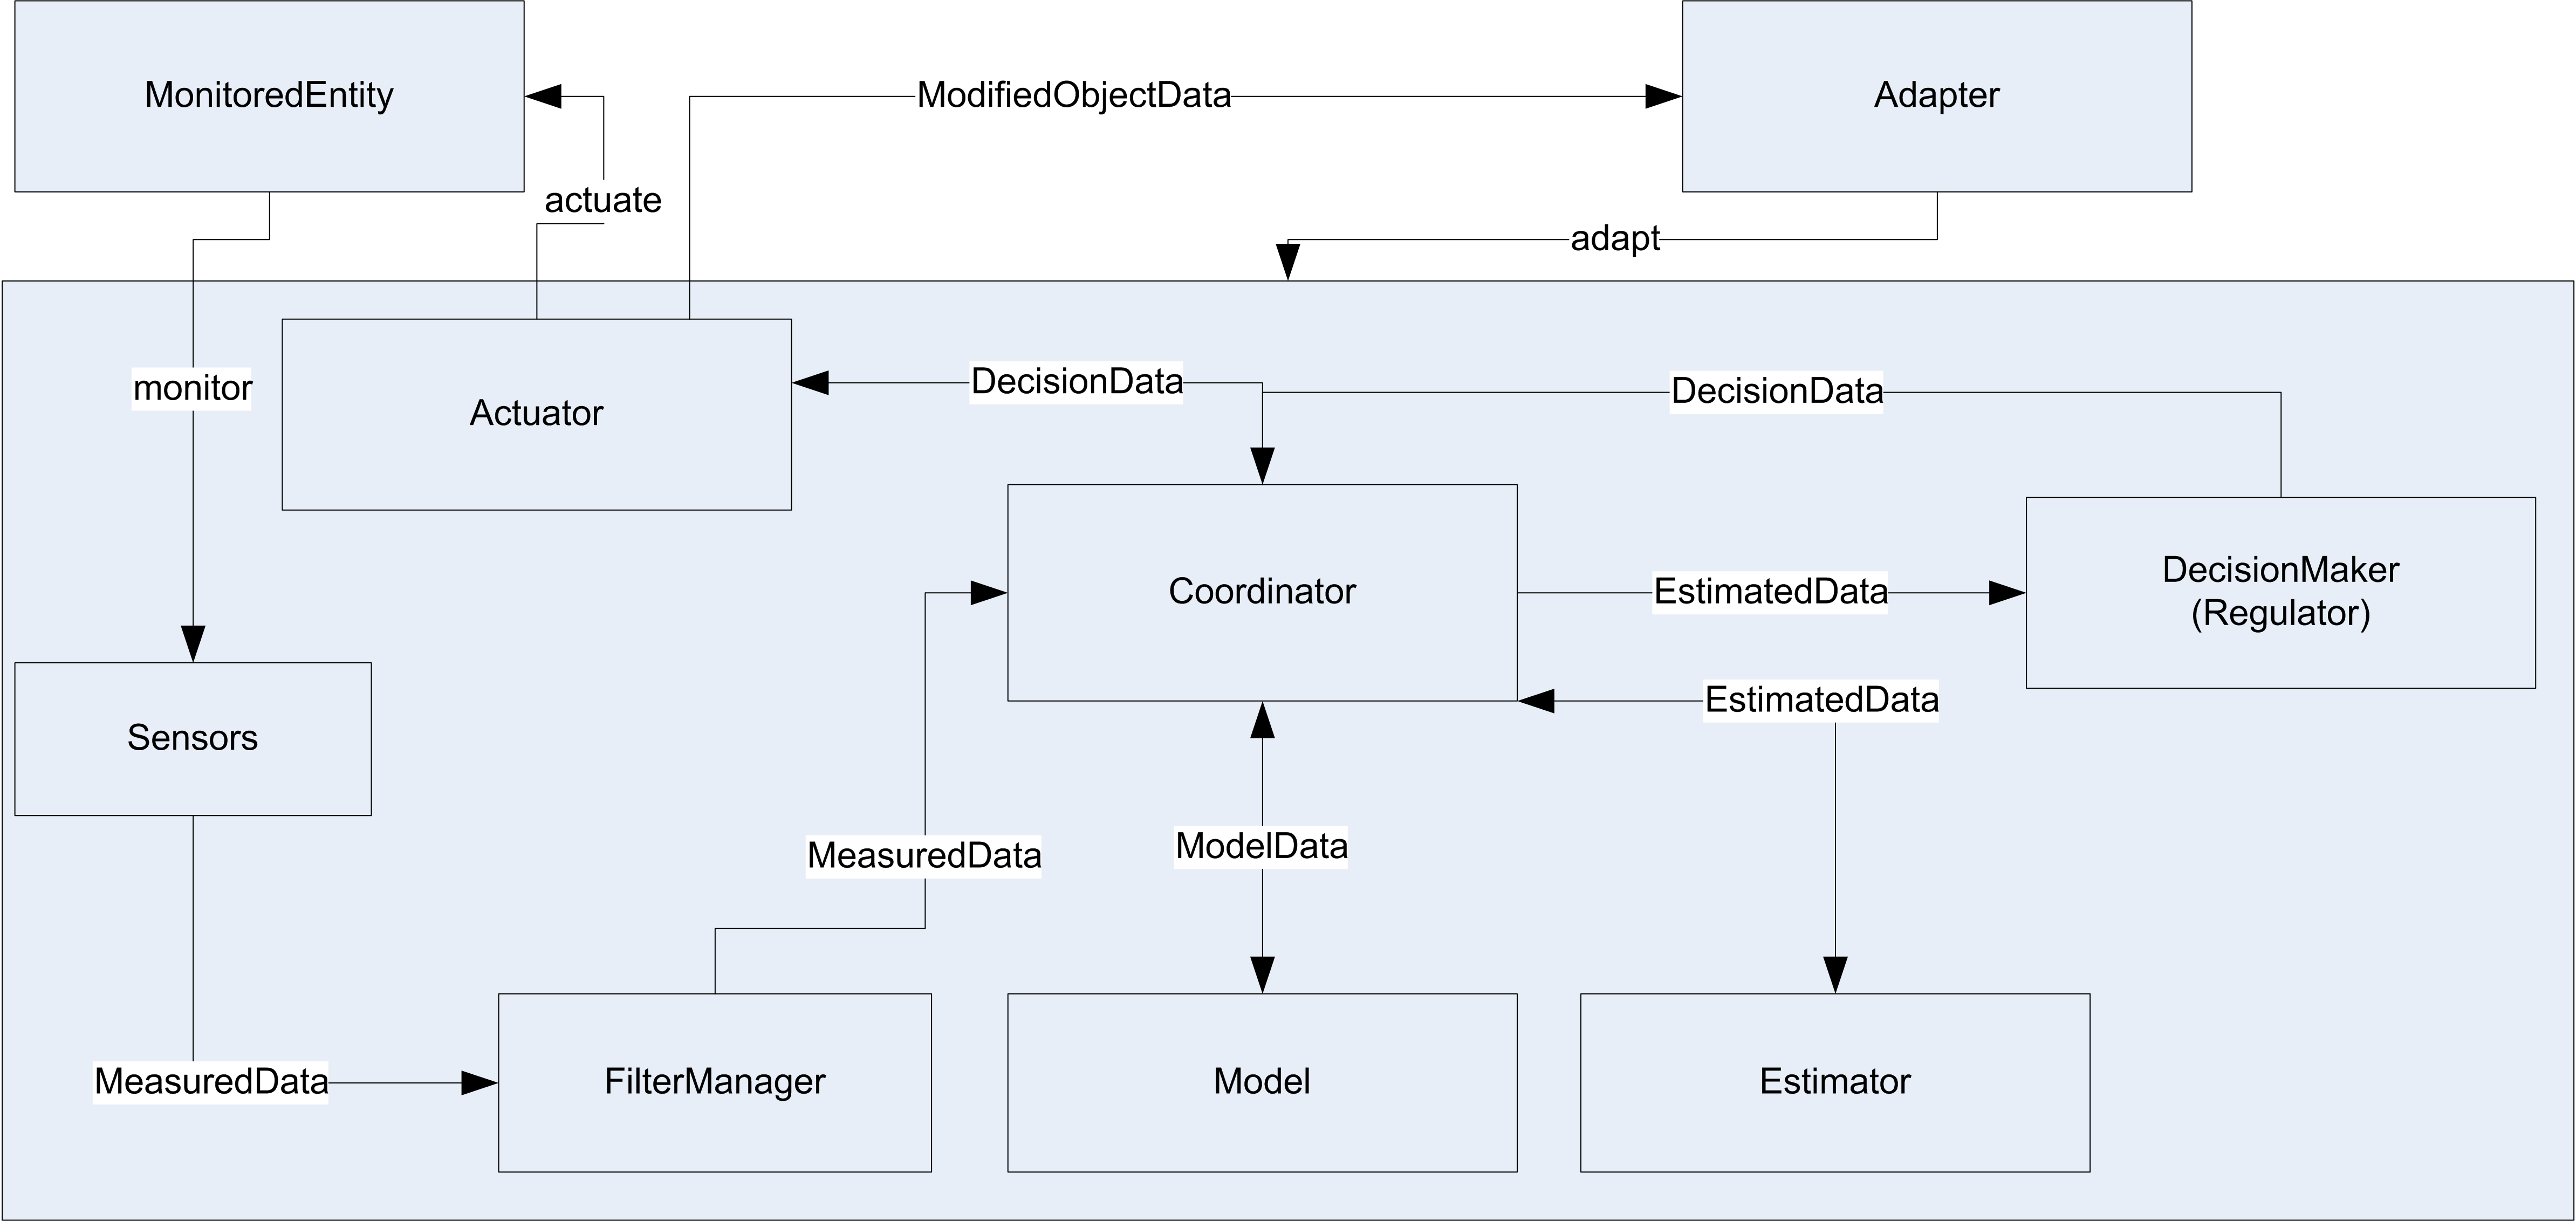 MonitoredEntity
ModifiedObjectData
Adapter
actuate
adapt
monitor
Actuator
DecisionData
DecisionData
Coordinator
EstimatedData
DecisionMaker
(Regulator)
EstimatedData
Sensors
MeasuredData
ModelData
MeasuredData
FilterManager
Model
Estimator